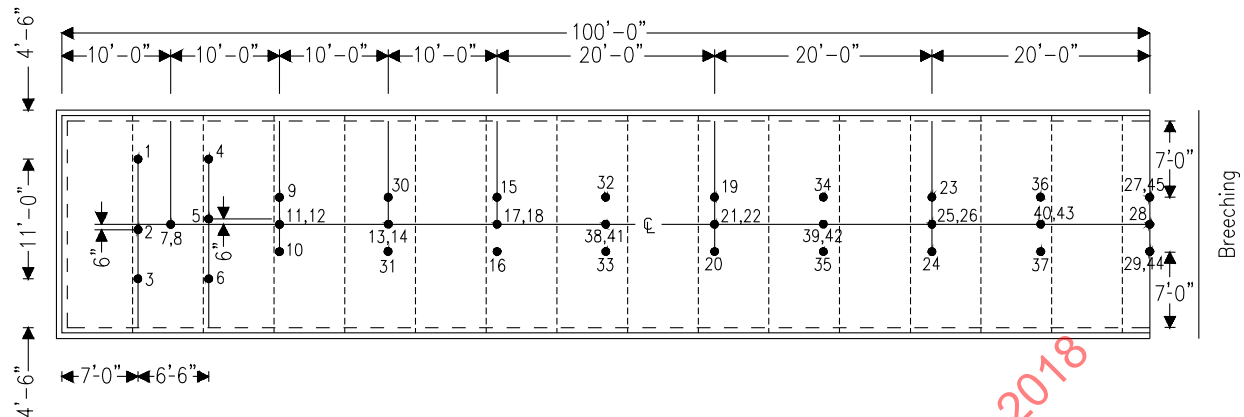 100'-0"
10'-0" 10'-0" 10'-0" 10'-0" 20'-0" 20'-0" 20'-0"
4'-6"
11'-0"
4'-6"
1 4
9 30 15 32 19 34 23 36 27,45
5 11,12 17,18 ℄ 21,22 25,26 40,43 28
2 7,8 13,14 38,41 39,42
6" 6"
10 31 16 33 20 35 24 37 29,44
3 6
7'-0"
7'-0"
Breeching
7'-0" 6'-6"
2018